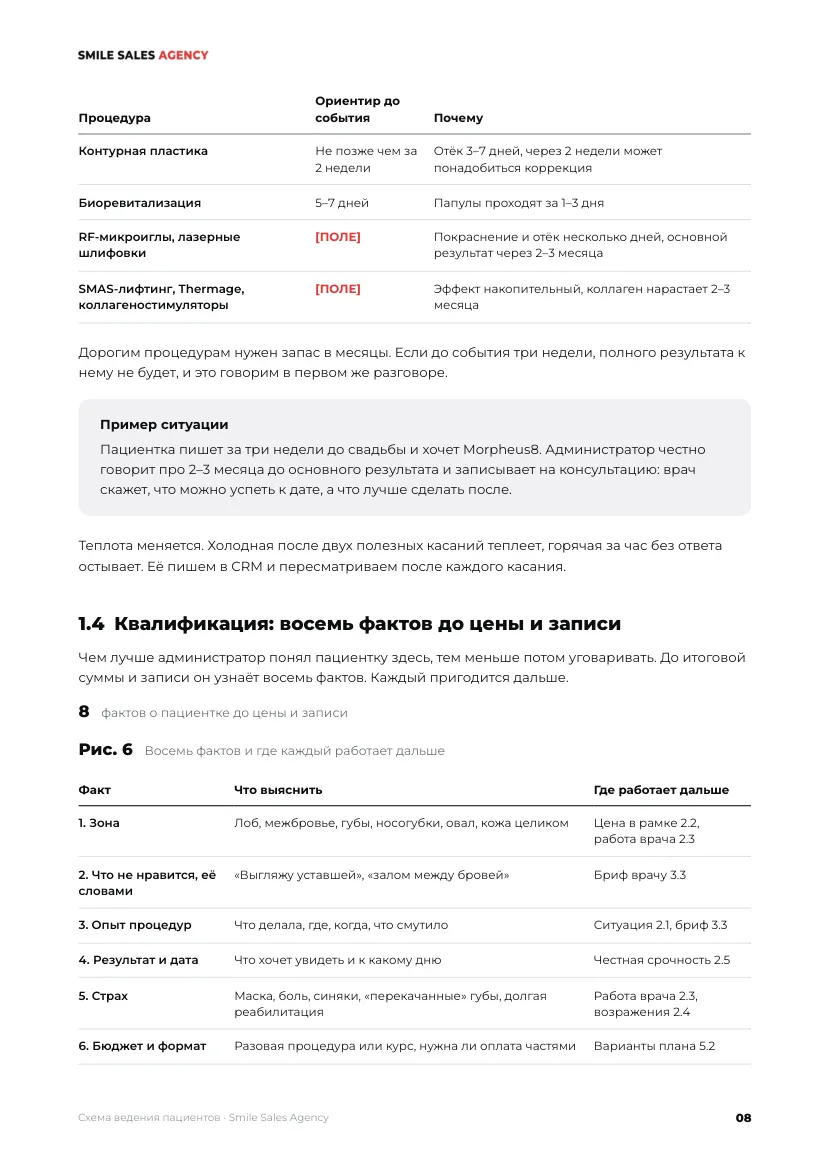 SMILE SALES AGENCY
Процедура Ориентир до события Почему
Контурная пластика Не позже чем за 2 недели Отёк 3–7 дней, через 2 недели может понадобиться коррекция
Биоревитализация 5–7 дней Папулы проходят за 1–3 дня
RF-микроиглы, лазерные шлифовки [ПОЛЕ] Покраснение и отёк несколько дней, основной результат через 2–3 месяца
SMAS-лифтинг, Thermage, коллагеностимуляторы [ПОЛЕ] Эффект накопительный, коллаген нарастает 2–3 месяца
Дорогим процедурам нужен запас в месяцы. Если до события три недели, полного результата к
нему не будет, и это говорим в первом же разговоре.
Пример ситуации
Пациентка пишет за три недели до свадьбы и хочет Morpheus8. Администратор честно
говорит про 2–3 месяца до основного результата и записывает на консультацию: врач
скажет, что можно успеть к дате, а что лучше сделать после.
Теплота меняется. Холодная после двух полезных касаний теплеет, горячая за час без ответа
остывает. Её пишем в CRM и пересматриваем после каждого касания.
1.4 Квалификация: восемь фактов до цены и записи
Чем лучше администратор понял пациентку здесь, тем меньше потом уговаривать. До итоговой
суммы и записи он узнаёт восемь фактов. Каждый пригодится дальше.
8 фактов о пациентке до цены и записи
Рис. 6 Восемь фактов и где каждый работает дальше
Факт Что выяснить Где работает дальше
1. Зона Лоб, межбровье, губы, носогубки, овал, кожа целиком Цена в рамке 2.2, работа врача 2.3
2. Что не нравится, её словами «Выгляжу уставшей», «залом между бровей» Бриф врачу 3.3
3. Опыт процедур Что делала, где, когда, что смутило Ситуация 2.1, бриф 3.3
4. Результат и дата Что хочет увидеть и к какому дню Честная срочность 2.5
5. Страх Маска, боль, синяки, «перекачанные» губы, долгая реабилитация Работа врача 2.3, возражения 2.4
6. Бюджет и формат Разовая процедура или курс, нужна ли оплата частями Варианты плана 5.2
Схема ведения пациентов · Smile Sales Agency 08